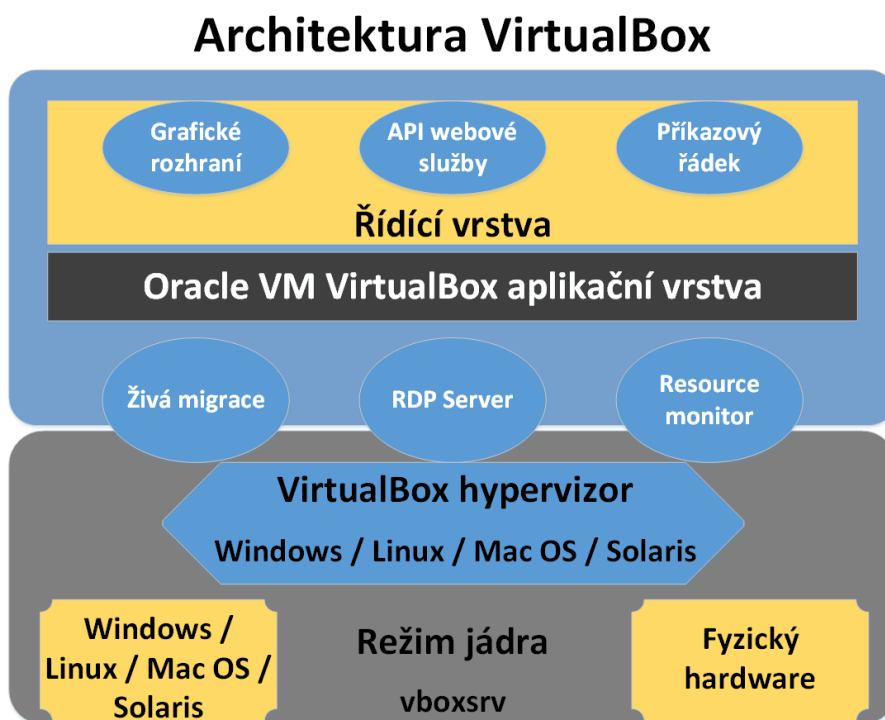 Architektura VirtualBox
Grafické
rozhraní
API webové
služby
Příkazový
řádek
Řídící vrstva
Oracle VM VirtualBox aplikační vrstva
Živá migrace
RDP Server
Resource
monitor
VirtualBox hypervizor
Windows / Linux / Mac OS / Solaris
Windows /
Linux / Mac OS /
Solaris
Režim jádra
vboxsrv
Fyzický
hardware